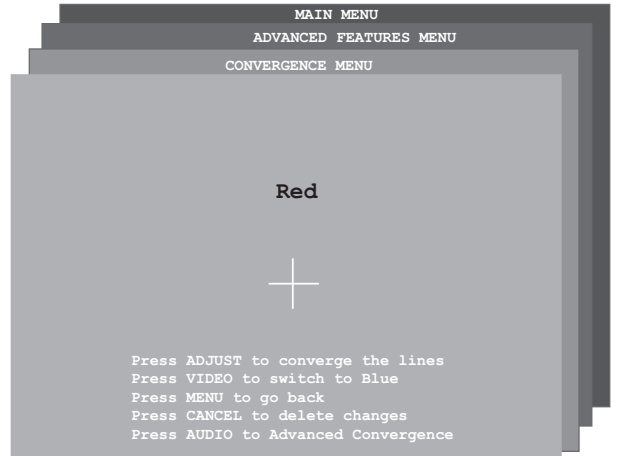 MAIN MENU
ADVANCED FEATURES MENU
CONVERGENCE MENU
Red
Press ADJUST to converge the lines
Press VIDEO to switch to Blue
Press MENU to go back
Press CANCEL to delete changes
Press AUDIO to Advanced Convergence